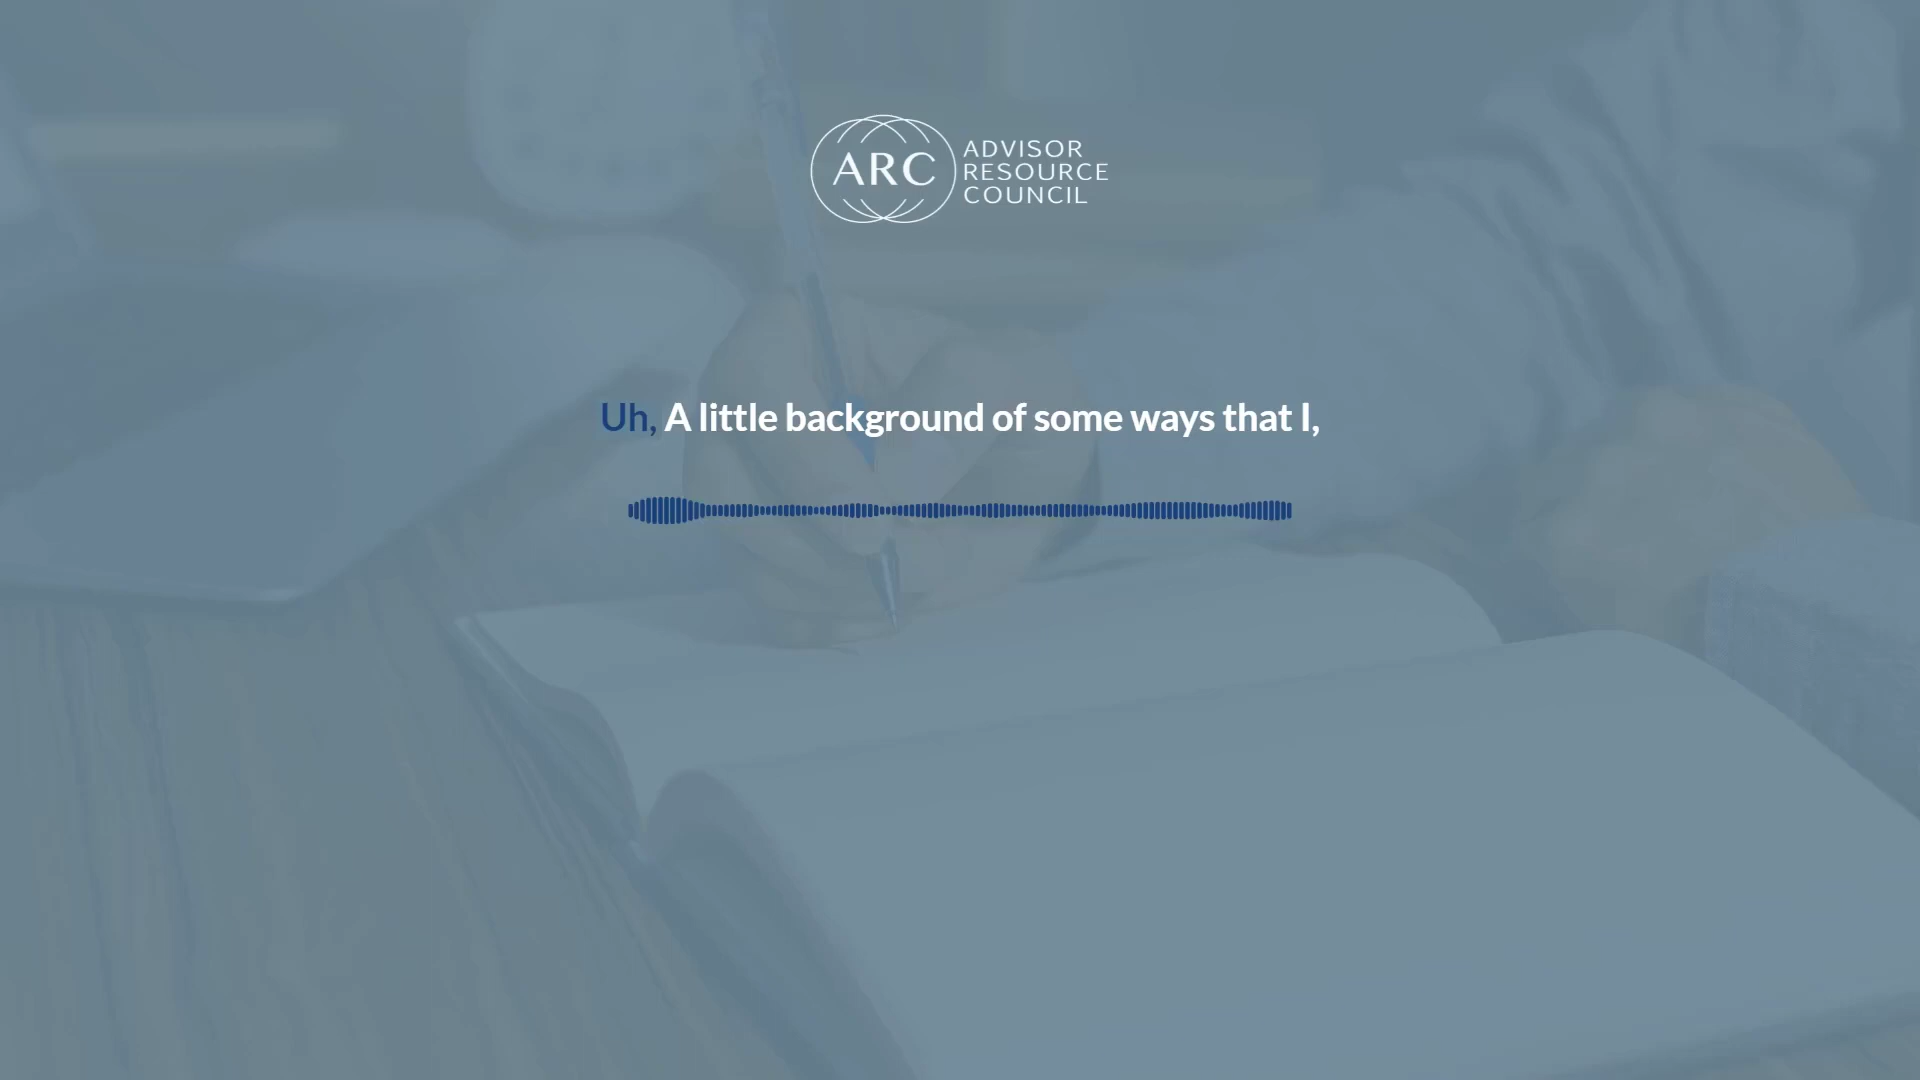 ARC
ADVISOR
RESOURCE
COUNCIL
Uh, A little background of some ways that I,